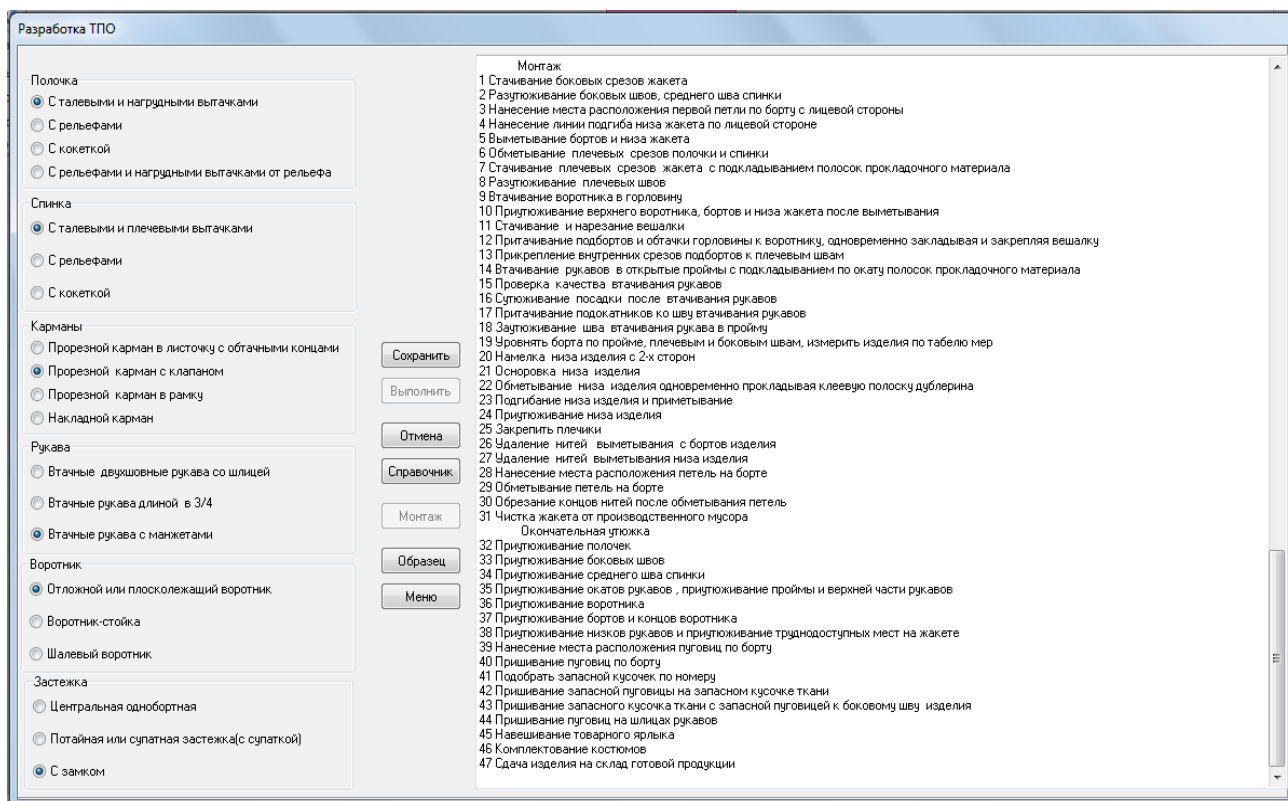 Разработка ТПО
Полочка
С талевыми и нагрудными вытачками
С рельефами
С кокеткой
С рельефами и нагрудными вытачками от рельефа
Спинка
С талевыми и плечевыми вытачками
С рельефами
С кокеткой
Карманы
Прорезной карман в листочку с обтачными концами
Прорезной карман с клапаном
Прорезной карман в рамку
Накладной карман
Рукава
Втачные двухшовные рукава со шлицей
Втачные рукава длиной в 3/4
Втачные рукава с манжетами
Воротник
Отложной или плосколежащий воротник
Воротник-стойка
Шалевый воротник
Застежка
Центральная однобортная
Потайная или супатная застежка(с супаткой)
С замком
Сохранить
Выполнить
Отмена
Справочник
Монтаж
Образец
Меню
Монтаж
1 Стачивание боковых срезов жакета
2 Разутюживание боковых швов, среднего шва спинки
3 Нанесение места расположения первой петли по борту с лицевой стороны
4 Нанесение линии подгиба низа жакета по лицевой стороне
5 Выметывание бортов и низа жакета
6 Обметывание плечевых срезов полочки и спинки
7 Стачивание плечевых срезов жакета с подкладыванием полосок прокладочного материала
8 Разутюживание плечевых швов
9 Втачивание воротника в горловину
10 Приутюживание верхнего воротника, бортов и низа жакета после выметывания
11 Стачивание и нарезание вешалки
12 Притачивание подбортов и обтачки горловины к воротнику, одновременно закладывая и закрепляя вешалку
13 Прикрепление внутренних срезов подбортов к плечевым швам
14 Втачивание рукавов в открытые проймы с подкладыванием по окату полосок прокладочного материала
15 Проверка качества втачивания рукавов
16 Сутюживание посадки после втачивания рукавов
17 Притачивание подокатников ко шву втачивания рукавов
18 Заутюживание шва втачивания рукава в пройму
19 Уровнять борта по пройме, плечевым и боковым швам, измерить изделия по табелю мер
20 Намелка низа изделия с 2-х сторон
21 Осноровка низа изделия
22 Обметывание низа изделия одновременно прокладывая клеевую полоску дублерина
23 Подгибание низа изделия и приметывание
24 Приутюживание низа изделия
25 Закрепить плечики
26 Удаление нитей выметывания с бортов изделия
27 Удаление нитей выметывания низа изделия
28 Нанесение места расположения петель на борте
29 Обметывание петель на борте
30 Обрезание концов нитей после обметывания петель
31 Чистка жакета от производственного мусора
Окончательная утюжка
32 Приутюживание полочек
33 Приутюживание боковых швов
34 Приутюживание среднего шва спинки
35 Приутюживание окатов рукавов , приутюживание проймы и верхней части рукавов
36 Приутюживание воротника
37 Приутюживание бортов и концов воротника
38 Приутюживание низков рукавов и приутюживание труднодоступных мест на жакете
39 Нанесение места расположения пуговиц по борту
40 Пришивание пуговиц по борту
41 Подобрать запасной кусочек по номеру
42 Пришивание запасной пуговицы на запасном кусочке ткани
43 Пришивание запасного кусочка ткани с запасной пуговицей к боковому шву изделия
44 Пришивание пуговиц на шлицах рукавов
45 Навешивание товарного ярлыка
46 Комплектование костюмов
47 Сдача изделия на склад готовой продукции